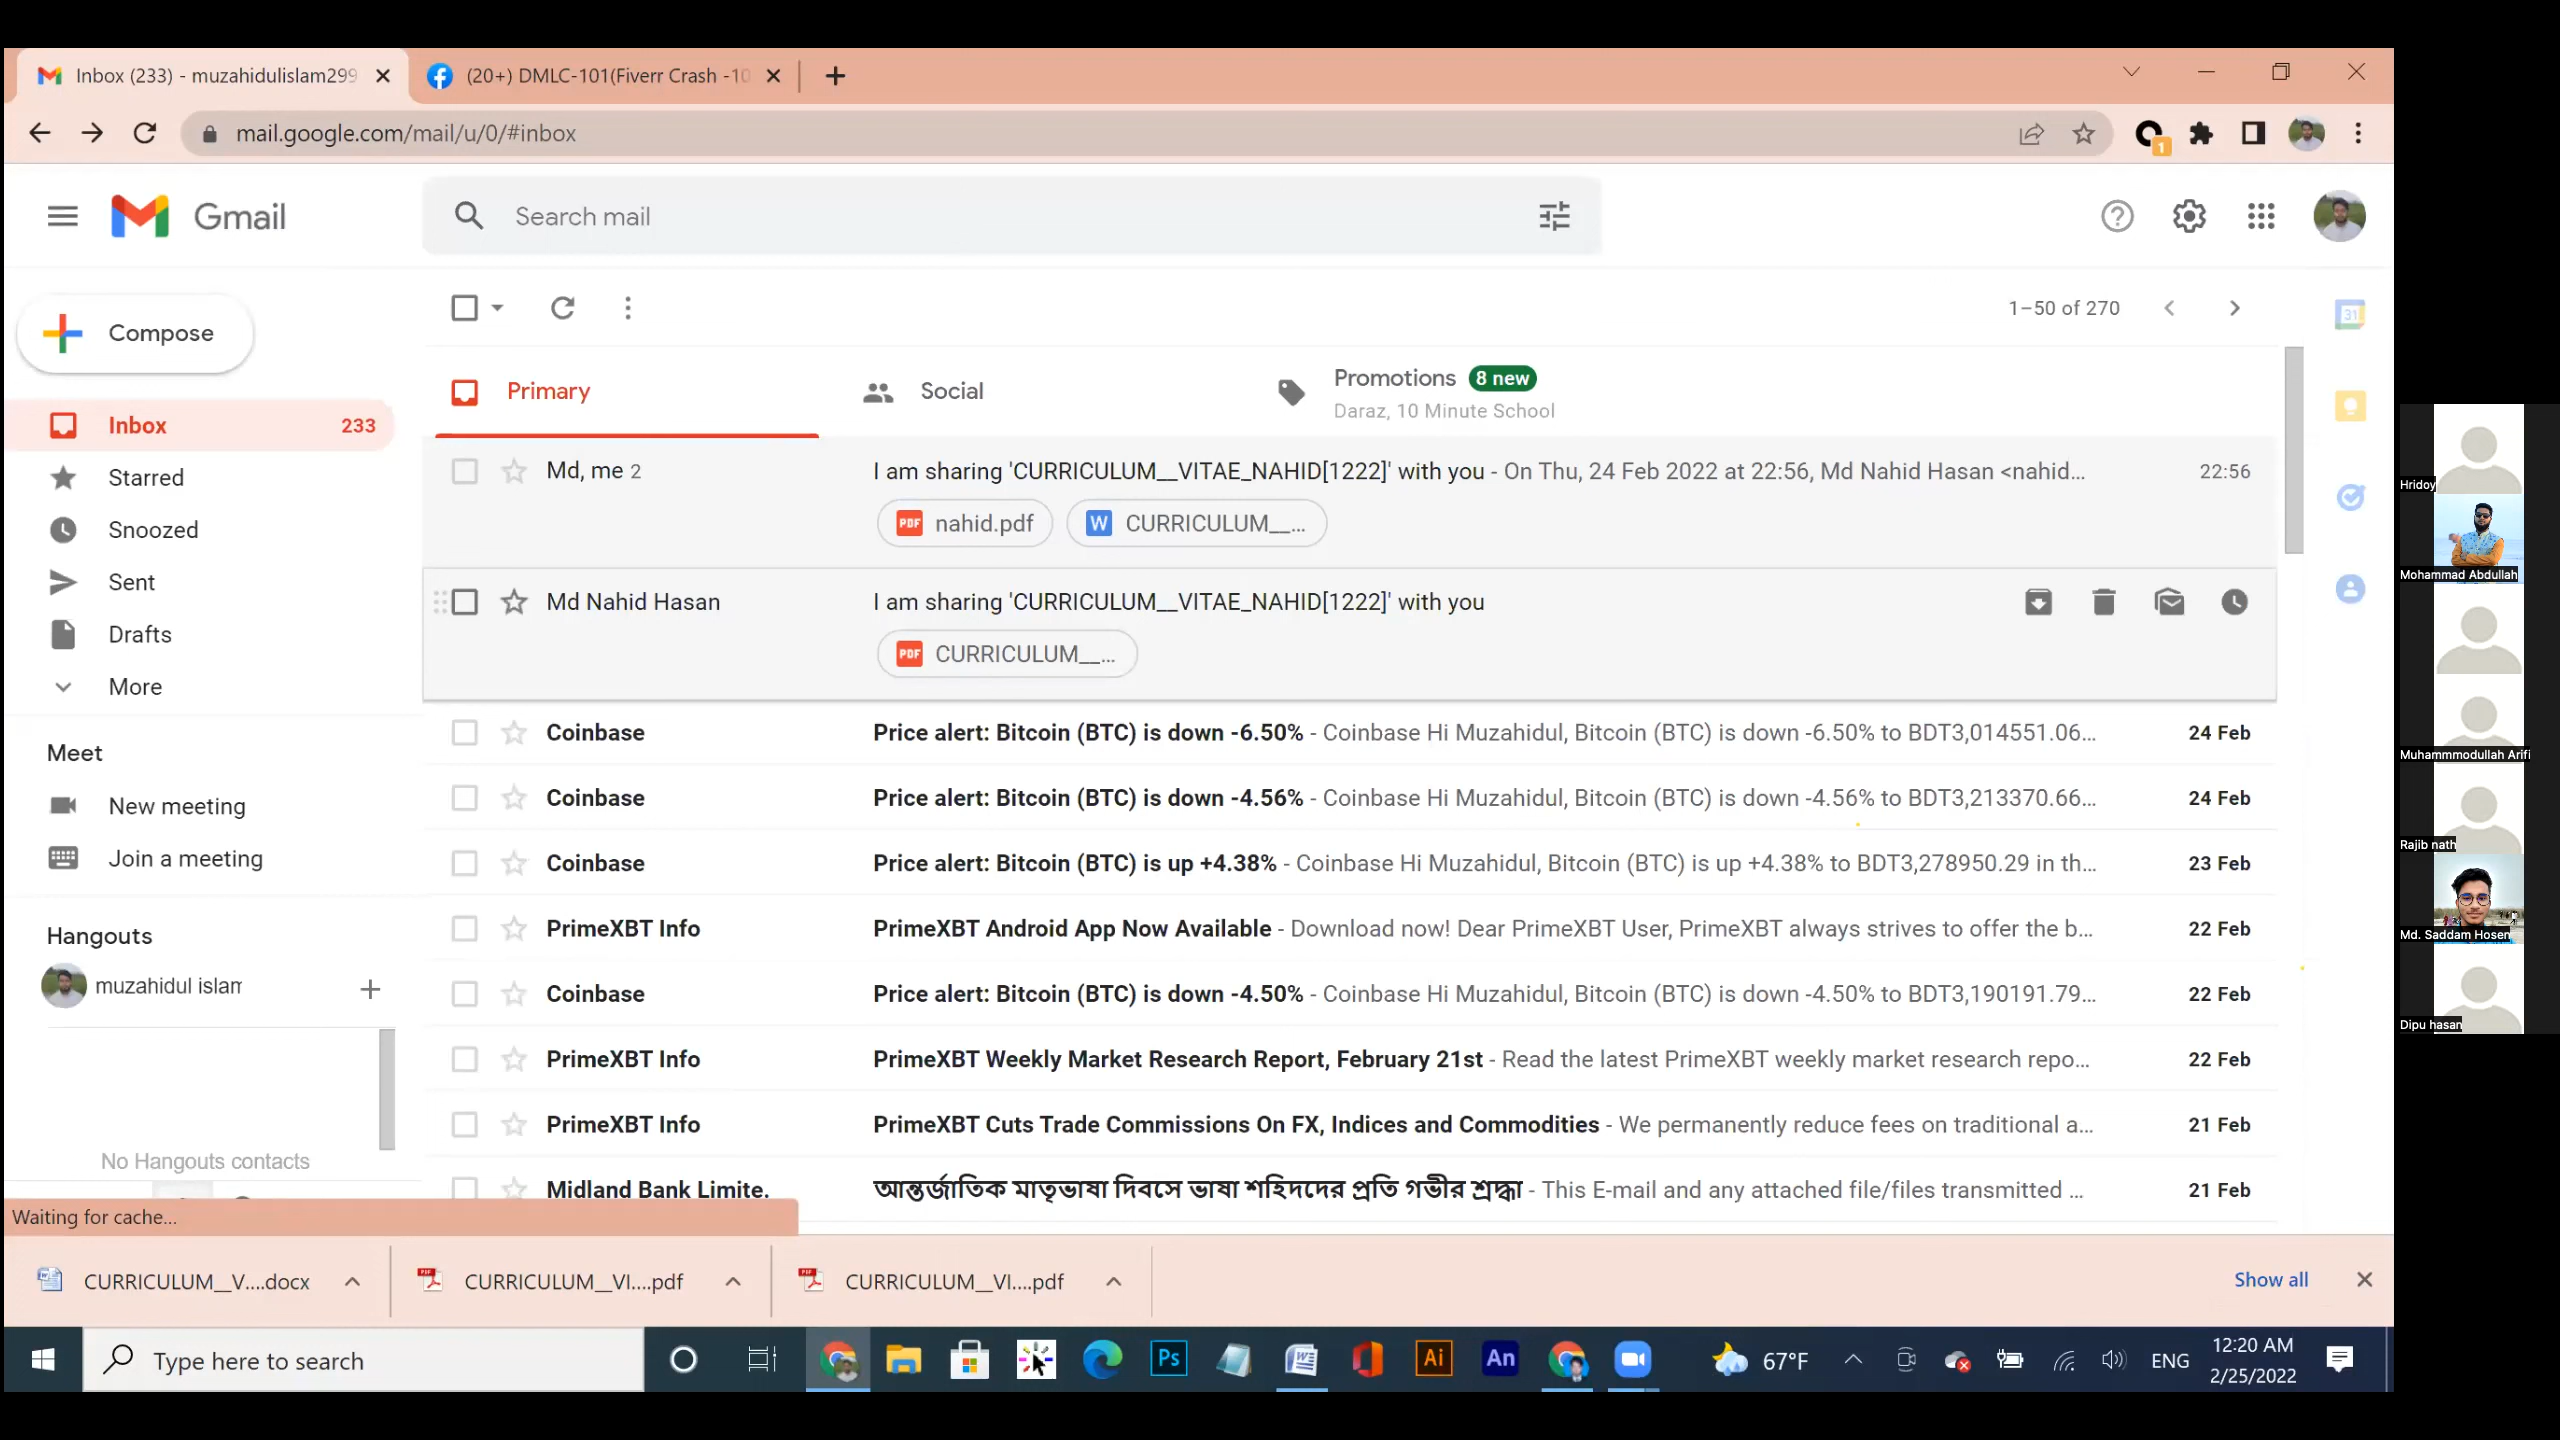 Inbox (233) - muzahidulislam299
(20+) DMLC-101(Fiverr Crash -10
mail.google.com/mail/u/0/#inbox
1
Gmail
Search mail
Compose
1–50 of 270
31
Primary
Social
Promotions 8 new
Daraz, 10 Minute School
Inbox 233
Starred
Snoozed
Sent
Drafts
More
Md, me 2 I am sharing 'CURRICULUM__VITAE_NAHID[1222]' with you - On Thu, 24 Feb 2022 at 22:56, Md Nahid Hasan <nahid... 22:56
PDF nahid.pdf W CURRICULUM__...
Md Nahid Hasan I am sharing 'CURRICULUM__VITAE_NAHID[1222]' with you
PDF CURRICULUM__...
Coinbase Price alert: Bitcoin (BTC) is down -6.50% - Coinbase Hi Muzahidul, Bitcoin (BTC) is down -6.50% to BDT3,014551.06... 24 Feb
Coinbase Price alert: Bitcoin (BTC) is down -4.56% - Coinbase Hi Muzahidul, Bitcoin (BTC) is down -4.56% to BDT3,213370.66... 24 Feb
Coinbase Price alert: Bitcoin (BTC) is up +4.38% - Coinbase Hi Muzahidul, Bitcoin (BTC) is up +4.38% to BDT3,278950.29 in th... 23 Feb
PrimeXBT Info PrimeXBT Android App Now Available - Download now! Dear PrimeXBT User, PrimeXBT always strives to offer the b... 22 Feb
Coinbase Price alert: Bitcoin (BTC) is down -4.50% - Coinbase Hi Muzahidul, Bitcoin (BTC) is down -4.50% to BDT3,190191.79... 22 Feb
PrimeXBT Info PrimeXBT Weekly Market Research Report, February 21st - Read the latest PrimeXBT weekly market research repo... 22 Feb
PrimeXBT Info PrimeXBT Cuts Trade Commissions On FX, Indices and Commodities - We permanently reduce fees on traditional a... 21 Feb
Midland Bank Limite. আন্তর্জাতিক মাতৃভাষা দিবসে ভাষা শহিদদের প্রতি গভীর শ্রদ্ধা - This E-mail and any attached file/files transmitted ... 21 Feb
Meet
New meeting
Join a meeting
Hangouts
muzahidul islam
No Hangouts contacts
Waiting for cache...
CURRICULUM__V....docx
CURRICULUM__VI....pdf
CURRICULUM__VI....pdf
Show all
Type here to search
Ps
Ai
An
67°F
ENG
12:20 AM
2/25/2022
Hridoy
Mohammad Abdullah
Muhammmodullah Arifi
Rajib nath
Md. Saddam Hosen
Dipu hasan